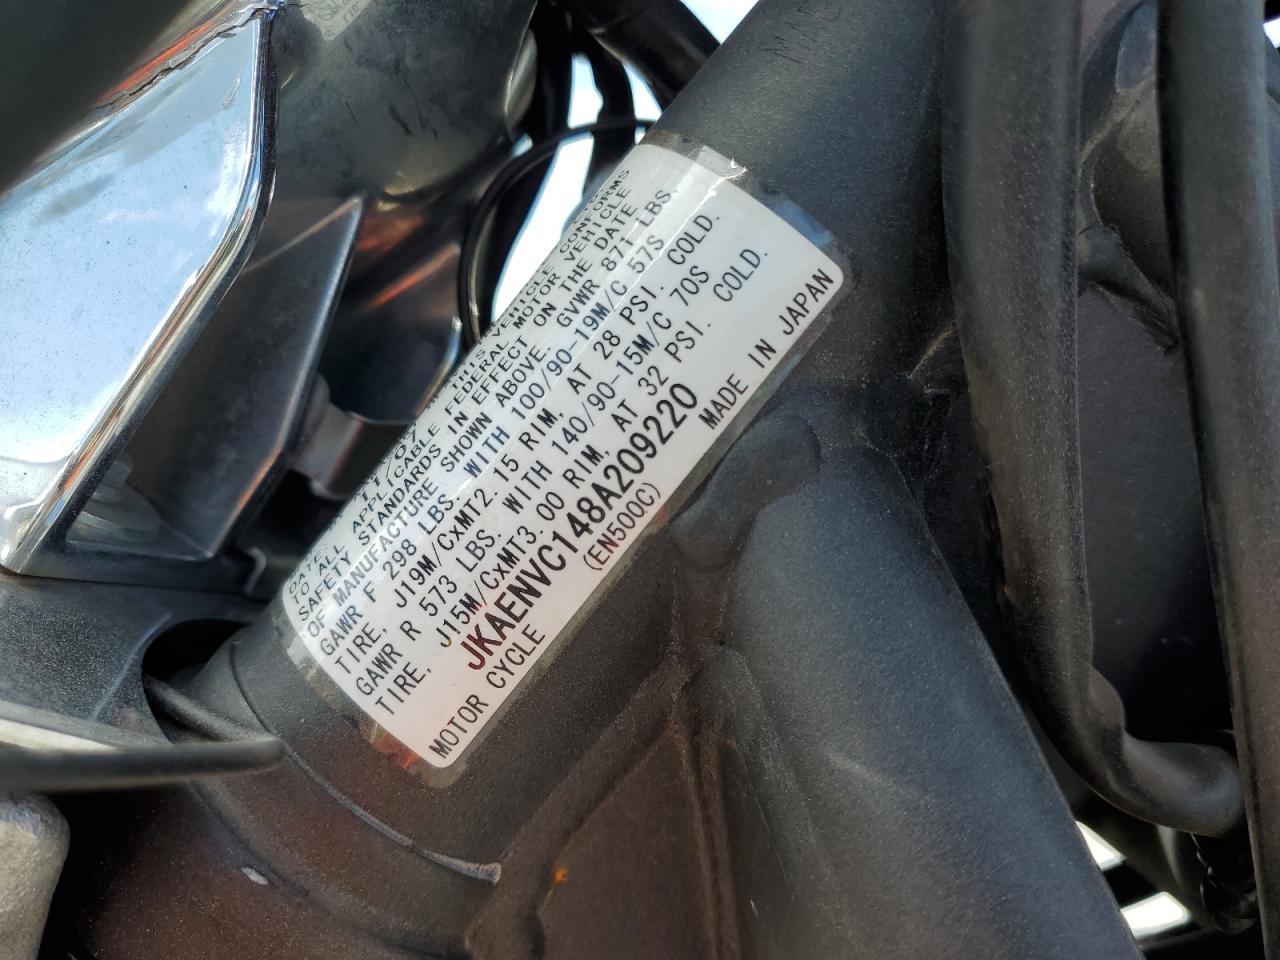 DATE, 11/07 THIS VEHICLE CONFORMS
TO ALL APPLICABLE FEDERAL MOTOR VEHICLE
SAFETY STANDARDS IN EFFECT ON THE DATE
OF MANUFACTURE SHOWN ABOVE. GVWR 871 LBS.
GAWR F 298 LBS. WITH 100/90-19M/C 57S
TIRE, J19M/CxMT2.15 RIM, AT 28 PSI. COLD.
GAWR R 573 LBS. WITH 140/90-15M/C 70S
TIRE, J15M/CxMT3.00 RIM, AT 32 PSI. COLD.
JKAENVC148A209220
MOTOR CYCLE (EN500C) MADE IN JAPAN